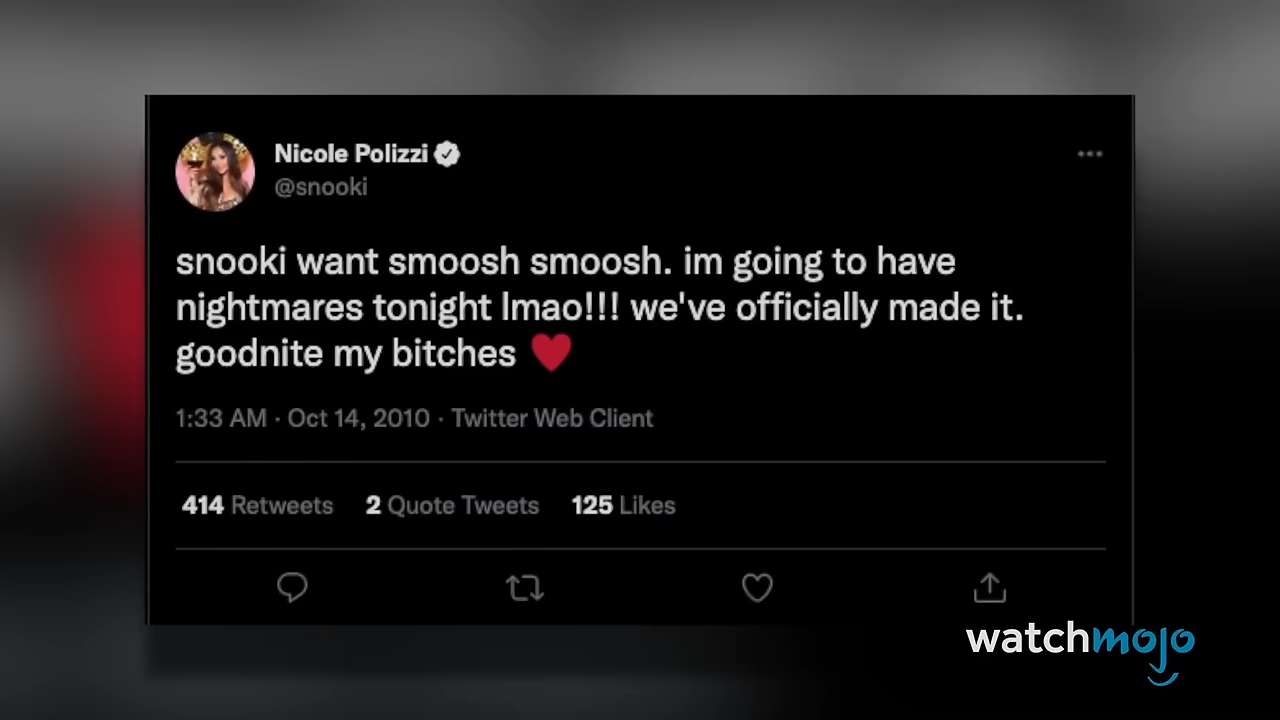 Nicole Polizzi
@snooki
snooki want smoosh smoosh. im going to have
nightmares tonight lmao!!! we've officially made it.
goodnite my bitches ❤️
1:33 AM · Oct 14, 2010 · Twitter Web Client
414 Retweets 2 Quote Tweets 125 Likes
watchmojo